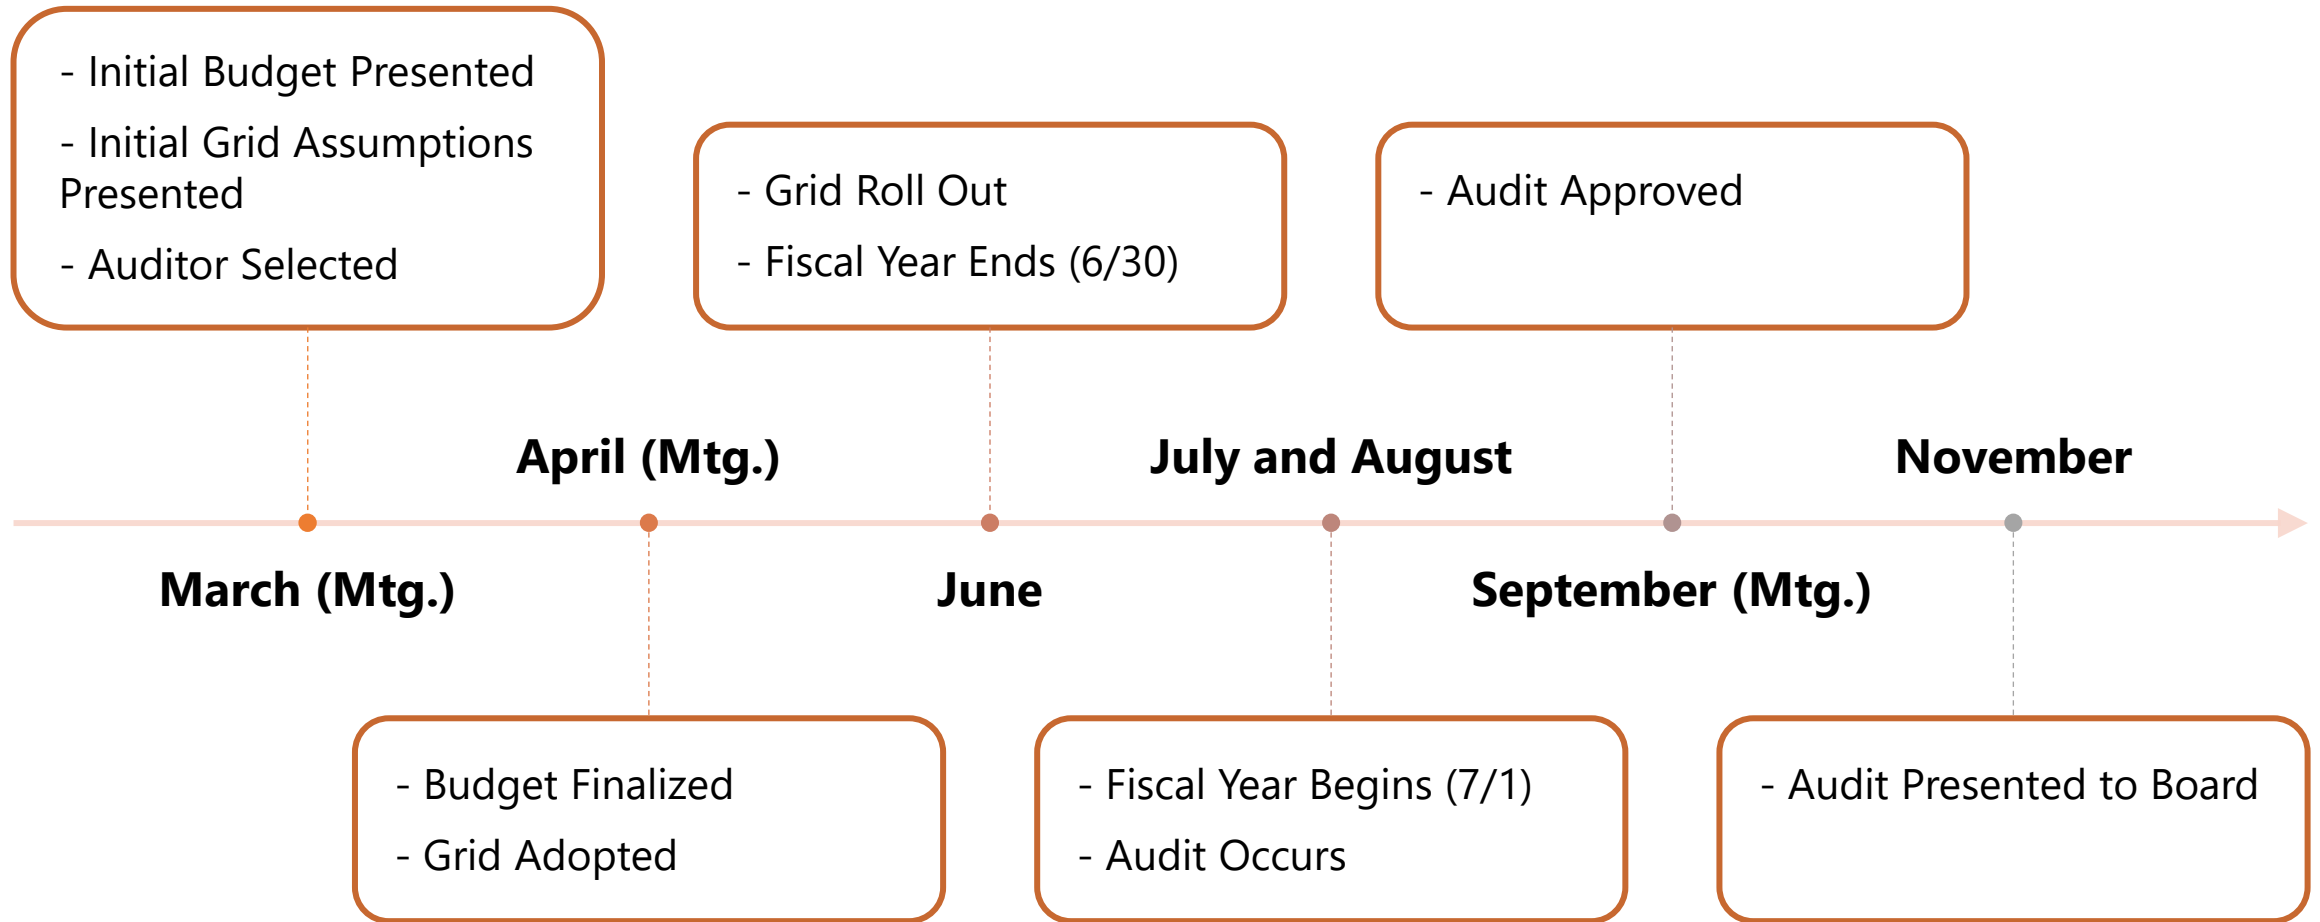 - Initial Budget Presented
- Initial Grid Assumptions
Presented
- Auditor Selected
- Grid Roll Out
- Fiscal Year Ends (6/30)
- Audit Approved
April (Mtg.)
July and August
November
March (Mtg.)
June
September (Mtg.)
- Budget Finalized
- Grid Adopted
- Fiscal Year Begins (7/1)
- Audit Occurs
- Audit Presented to Board